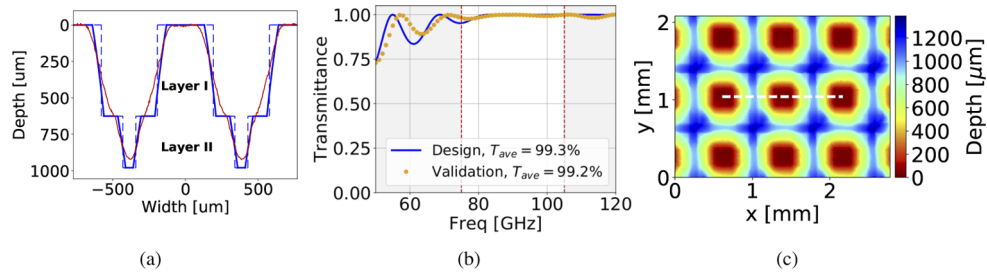 0
250
500
750
1000
Depth [um]
Layer I
Layer II
−500
0
500
Width [um]
(a)
1.00
0.75
0.50
0.25
0.00
Transmittance
Design, Tave = 99.3%
Validation, Tave = 99.2%
60
80
100
120
Freq [GHz]
(b)
2
1
0
y [mm]
0
1
2
x [mm]
1200
1000
800
600
400
200
0
Depth [μm]
(c)